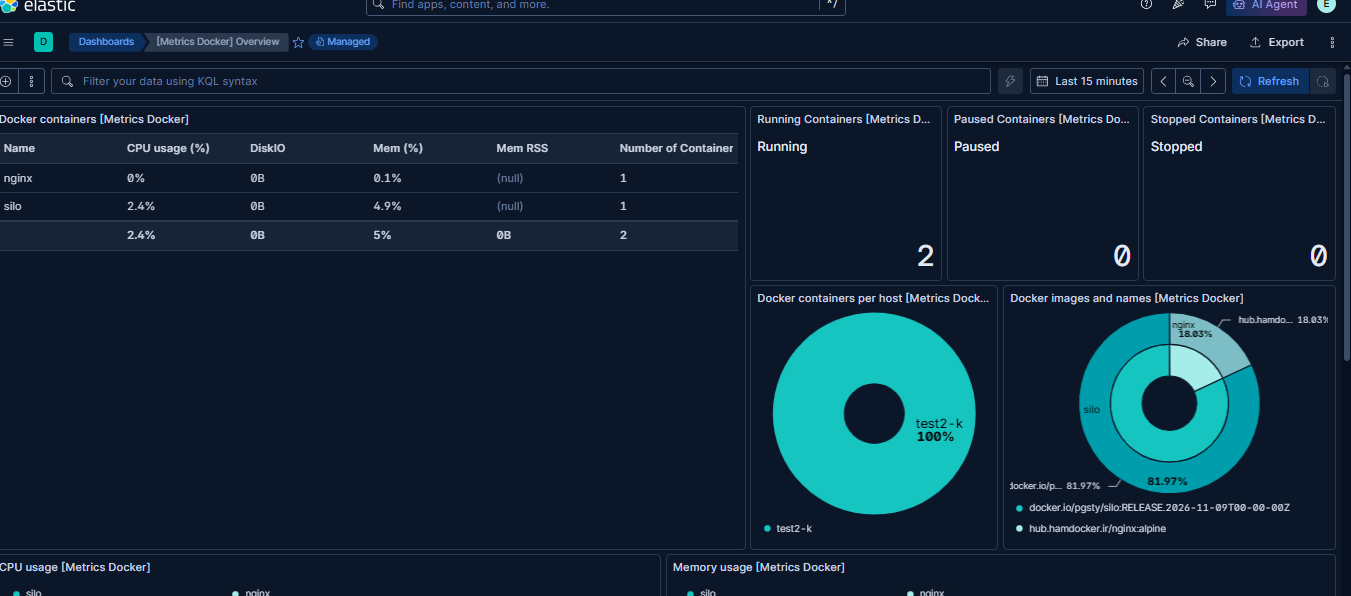 elastic
Find apps, content, and more.
^/
AI Agent
E
D
Dashboards
[Metrics Docker] Overview
Managed
Share
Export
Filter your data using KQL syntax
Last 15 minutes
Refresh
Docker containers [Metrics Docker]
Name CPU usage (%) DiskIO Mem (%) Mem RSS Number of Container
nginx 0% 0B 0.1% (null) 1
silo 2.4% 0B 4.9% (null) 1
2.4% 0B 5% 0B 2
Running Containers [Metrics D...
Running
2
Paused Containers [Metrics Do...
Paused
0
Stopped Containers [Metrics D...
Stopped
0
Docker containers per host [Metrics Dock...
test2-k
100%
test2-k
Docker images and names [Metrics Docker]
nginx
18.03%
hub.hamdo... 18.03%
silo
81.97%
docker.io/p... 81.97%
docker.io/pgsty/silo:RELEASE.2026-11-09T00-00-00Z
hub.hamdocker.ir/nginx:alpine
CPU usage [Metrics Docker]
silo
nginx
Memory usage [Metrics Docker]
silo
nginx